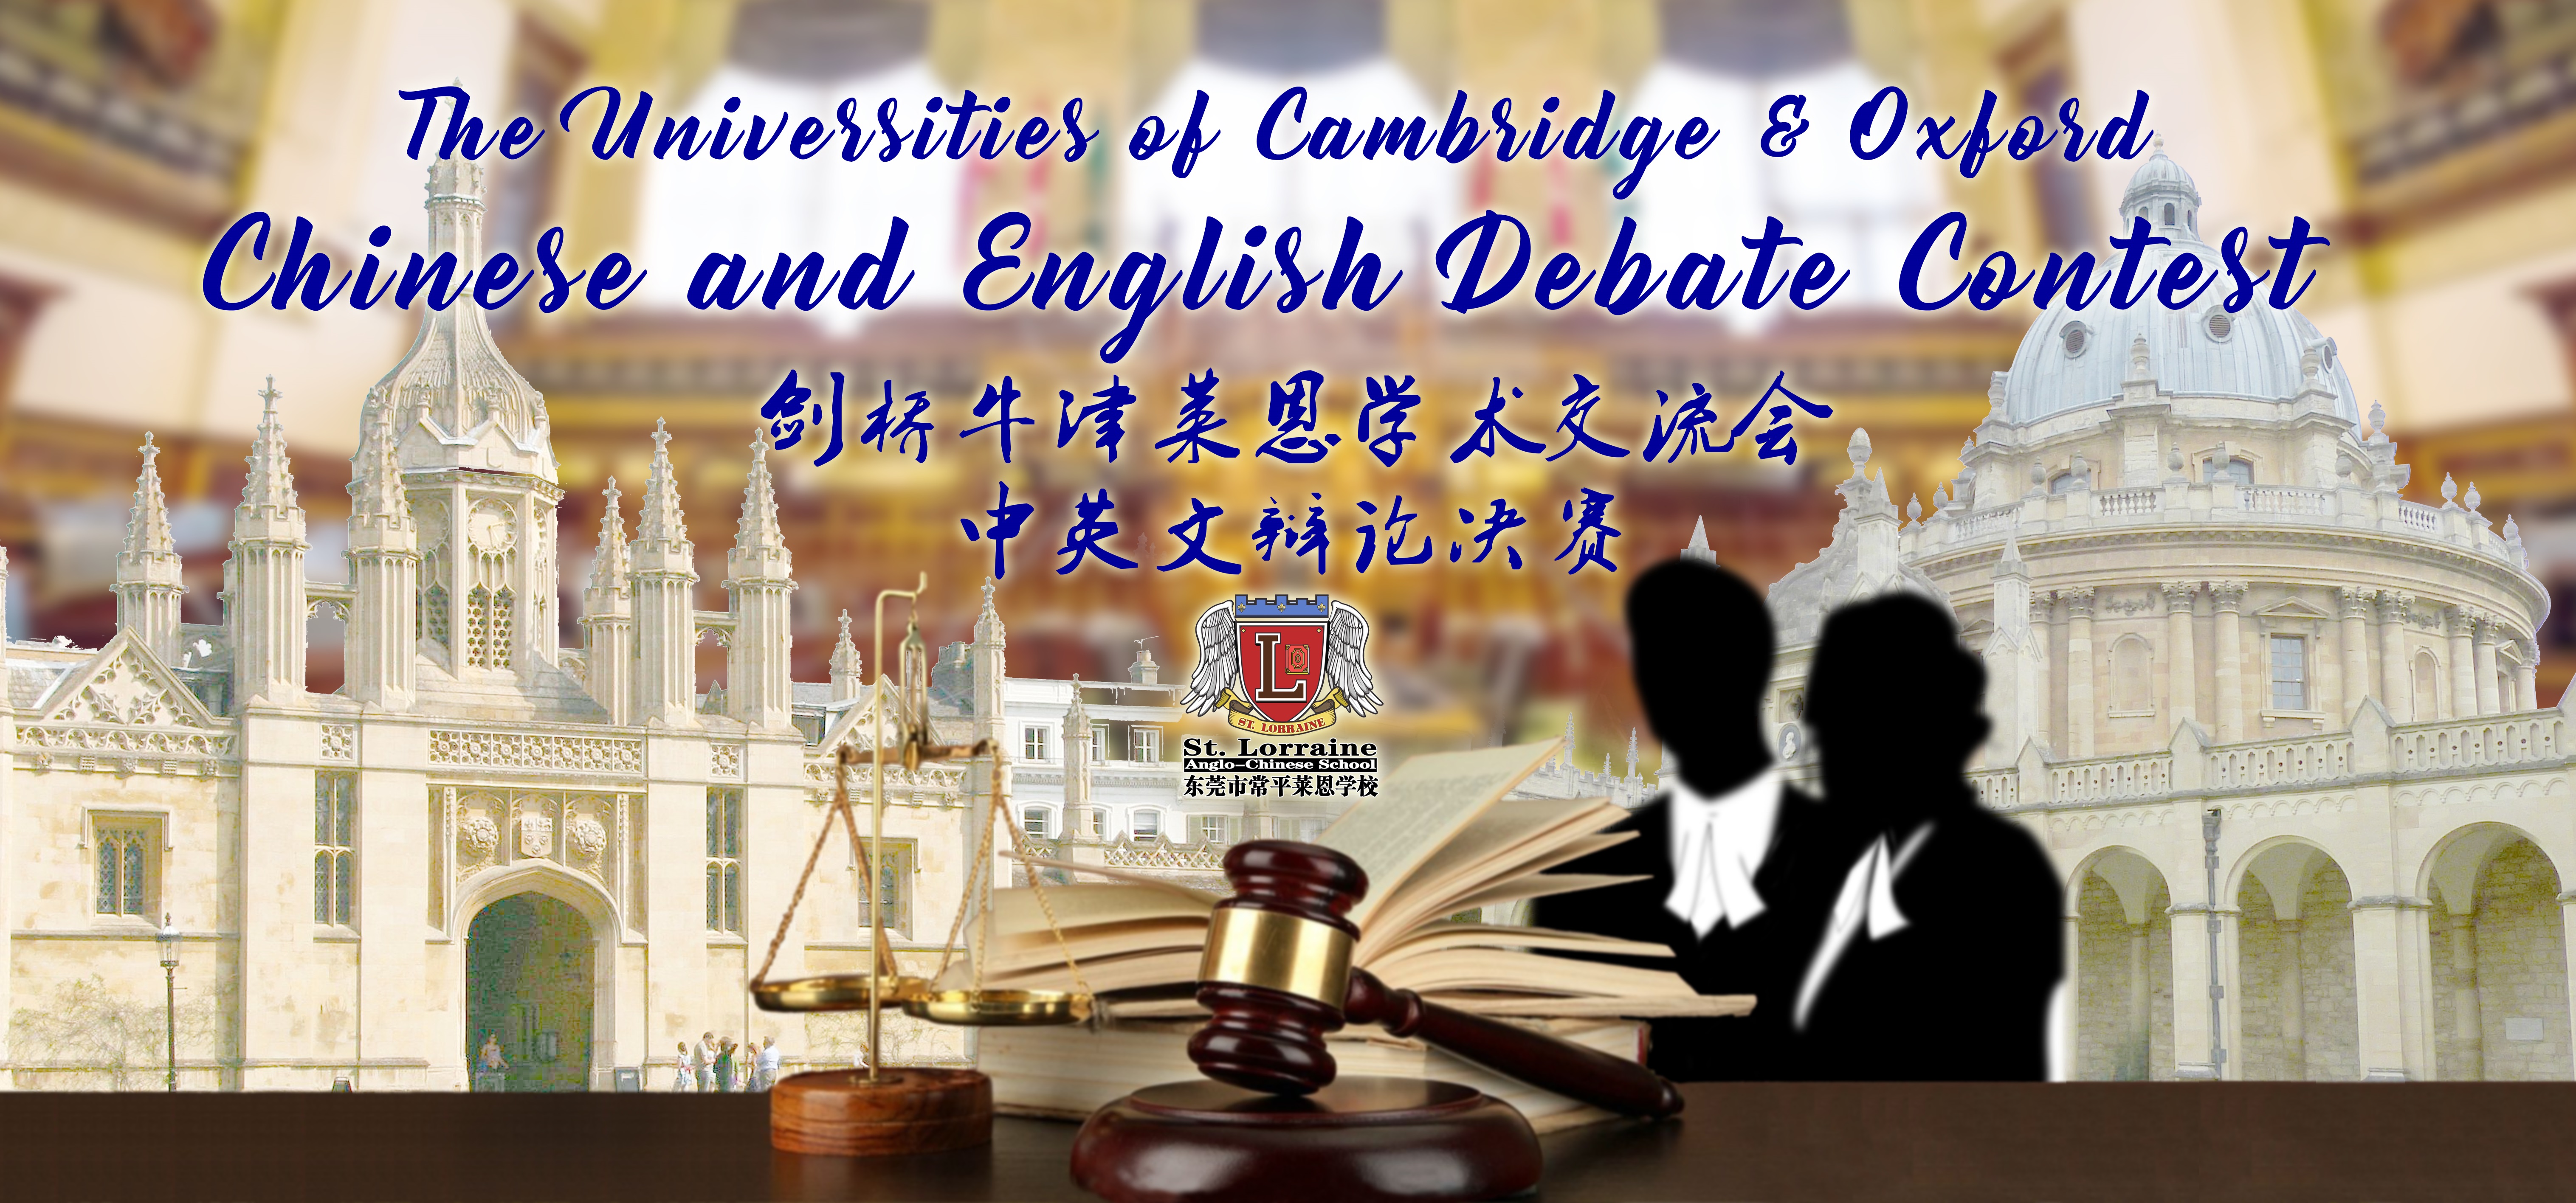 The Universities of Cambridge & Oxford
Chinese and English Debate Contest
剑桥牛津莱恩学术交流会
中英文辩论决赛
L
ST. LORRAINE
St. Lorraine
Anglo-Chinese School
东莞市常平莱恩学校